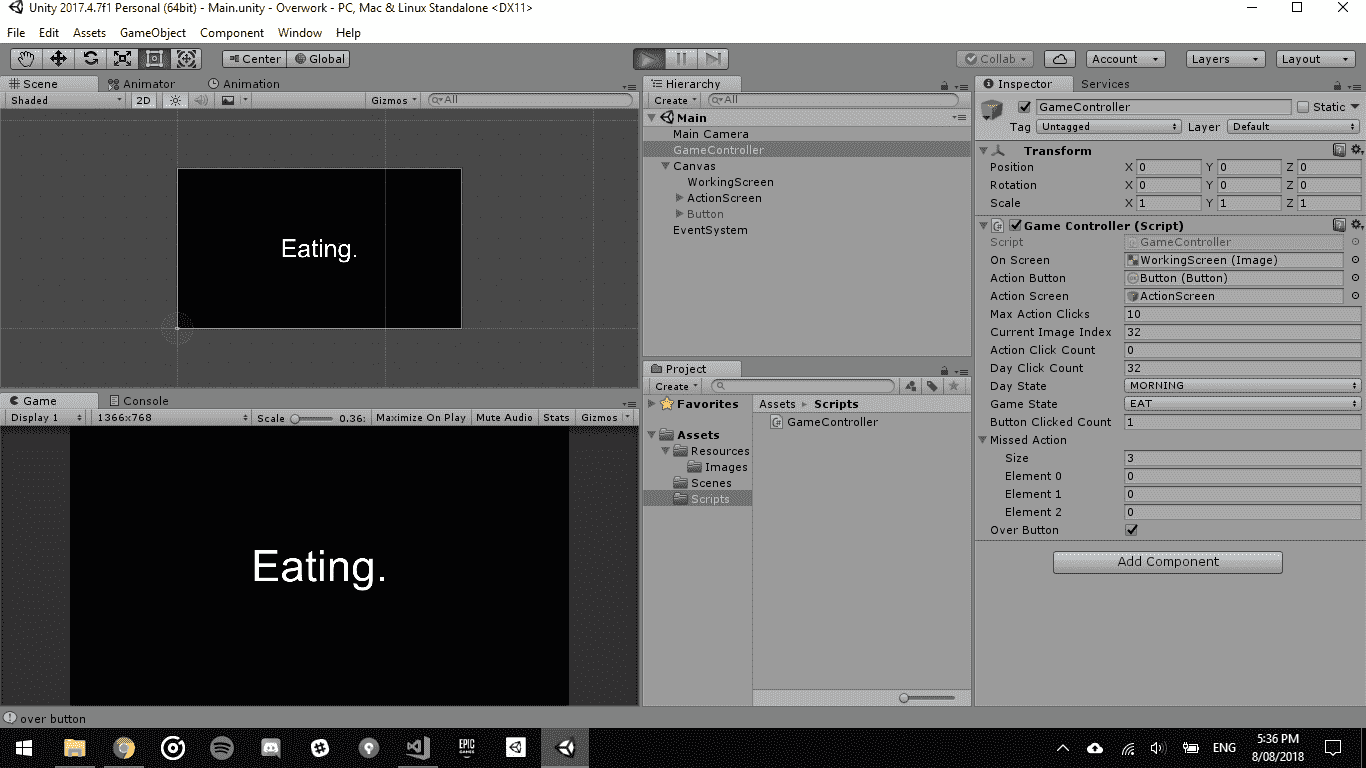 Unity 2017.4.7f1 Personal (64bit) - Main.unity - Overwork - PC, Mac & Linux Standalone <DX11>
File Edit Assets GameObject Component Window Help
Center Global Collab Account Layers Layout
Scene Animator Animation
Shaded 2D Gizmos All
Eating.
Game Console
Display 1 1366x768 Scale 0.36: Maximize On Play Mute Audio Stats Gizmos
Eating.
Hierarchy
Create All
Main
Main Camera
GameController
Canvas
WorkingScreen
ActionScreen
Button
EventSystem
Project
Create
Favorites
Assets
Resources
Images
Scenes
Scripts
Assets Scripts
GameController
Inspector Services
GameController Static
Tag Untagged Layer Default
Transform
Position X 0 Y 0 Z 0
Rotation X 0 Y 0 Z 0
Scale X 1 Y 1 Z 1
Game Controller (Script)
Script GameController
On Screen WorkingScreen (Image)
Action Button Button (Button)
Action Screen ActionScreen
Max Action Clicks 10
Current Image Index 32
Action Click Count 0
Day Click Count 32
Day State MORNING
Game State EAT
Button Clicked Count 1
Missed Action
Size 3
Element 0 0
Element 1 0
Element 2 0
Over Button
Add Component
over button
EPIC
GAMES
ENG
5:36 PM
8/08/2018